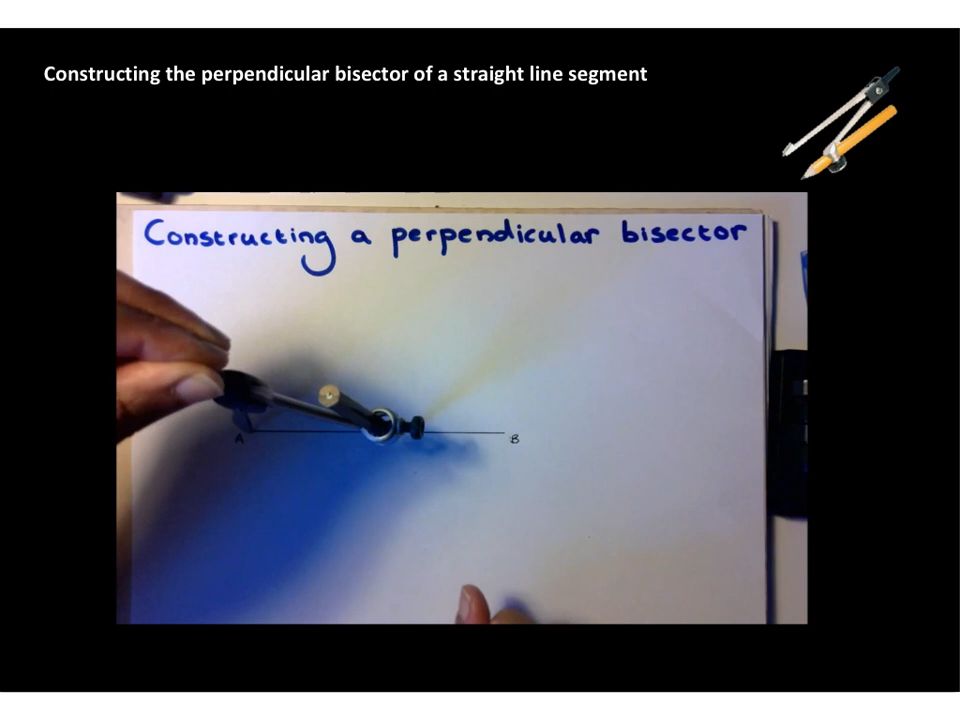 Constructing the perpendicular bisector of a straight line segment
Constructing a perpendicular bisector
A
B